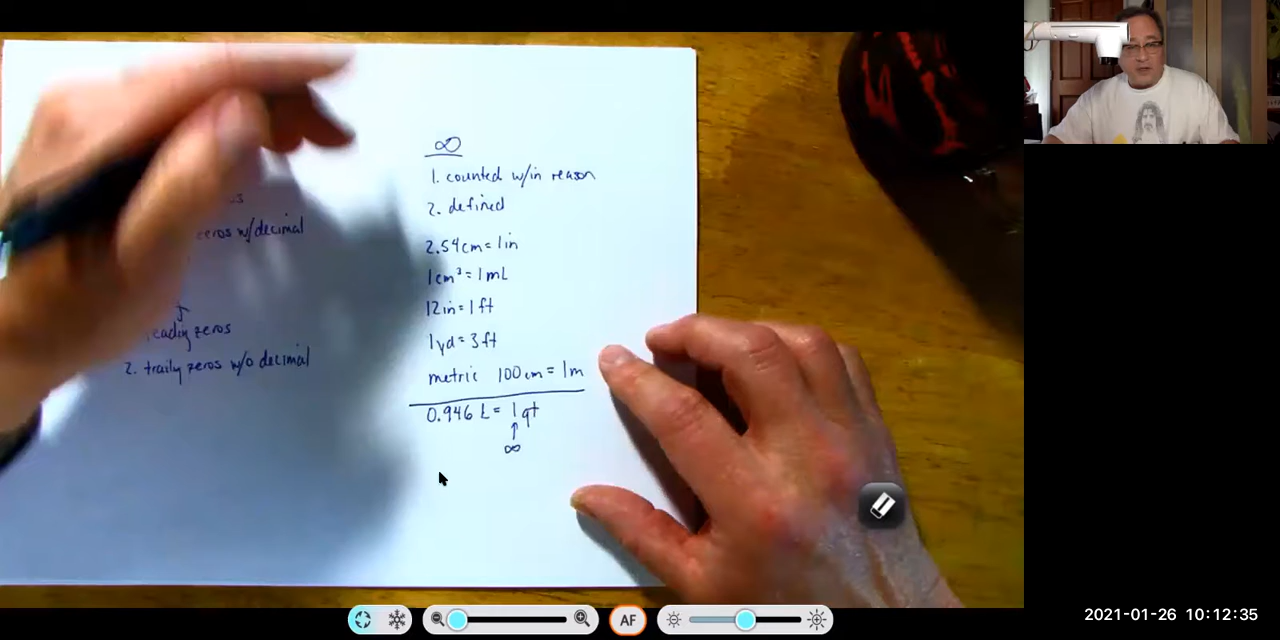 ∞
1. counted w/in reason
2. defined
zeros w/decimal
2.54 cm = 1 in
1 cm³ = 1 mL
12 in = 1 ft
leading zeros
1 yd = 3 ft
2. traily zeros w/o decimal
metric 100 cm = 1 m
0.946 L = 1 qt
↑
∞
AF
2021-01-26 10:12:35